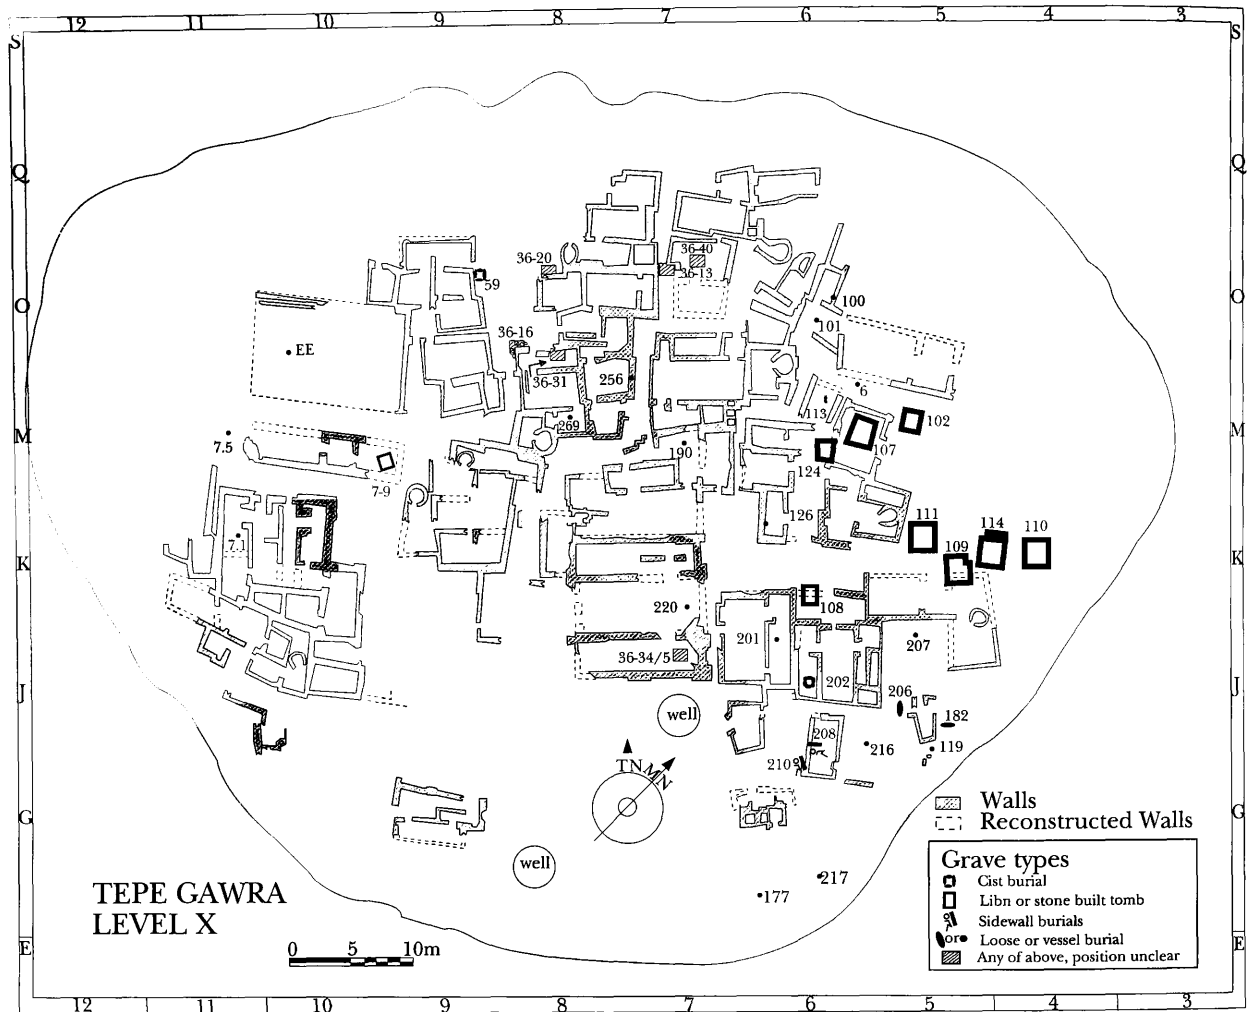 12 11 10 9 8 7 6 5 4 3
S S
Q Q
36-20
36-40
36-13
59
O O
100
101
36-16
EE
36-31
256
6
113
102
269
M M
7.5
190
107
124
7-9
126
111
114
110
7.1
109
K K
220
108
201
207
36-34/5
202
J J
206
well
182
208
216
119
210
TN
MN
Walls
Reconstructed Walls
G G
well
Grave types
Cist burial
Libn or stone built tomb
Sidewall burials
or
Loose or vessel burial
Any of above, position unclear
217
177
TEPE GAWRA
LEVEL X
E E
0 5 10m
12 11 10 9 8 7 6 5 4 3